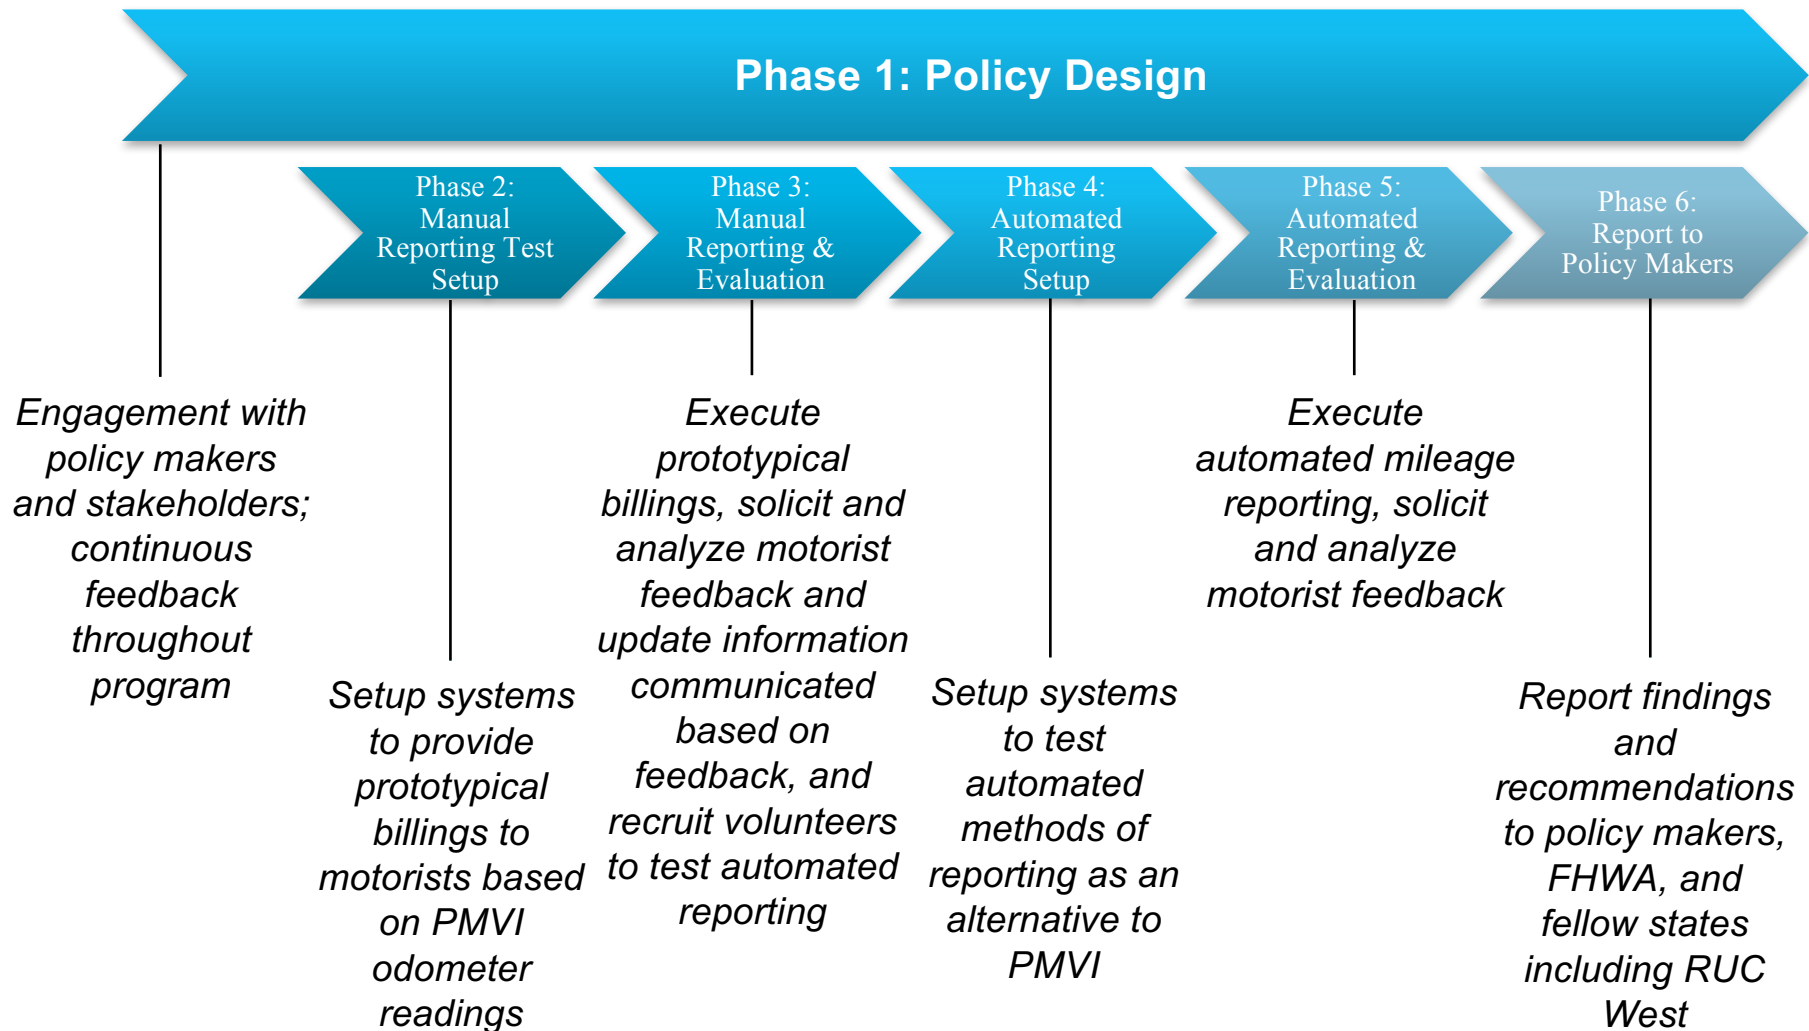 Phase 1: Policy Design
Phase 2:
Manual
Reporting Test
Setup
Phase 3:
Manual
Reporting &
Evaluation
Phase 4:
Automated
Reporting
Setup
Phase 5:
Automated
Reporting &
Evaluation
Phase 6:
Report to
Policy Makers
Engagement with
policy makers
and stakeholders;
continuous
feedback
throughout
program
Setup systems
to provide
prototypical
billings to
motorists based
on PMVI
odometer
readings
Execute
prototypical
billings, solicit and
analyze motorist
feedback and
update information
communicated
based on
feedback, and
recruit volunteers
to test automated
reporting
Setup systems
to test
automated
methods of
reporting as an
alternative to
PMVI
Execute
automated mileage
reporting, solicit
and analyze
motorist feedback
Report findings
and
recommendations
to policy makers,
FHWA, and
fellow states
including RUC
West